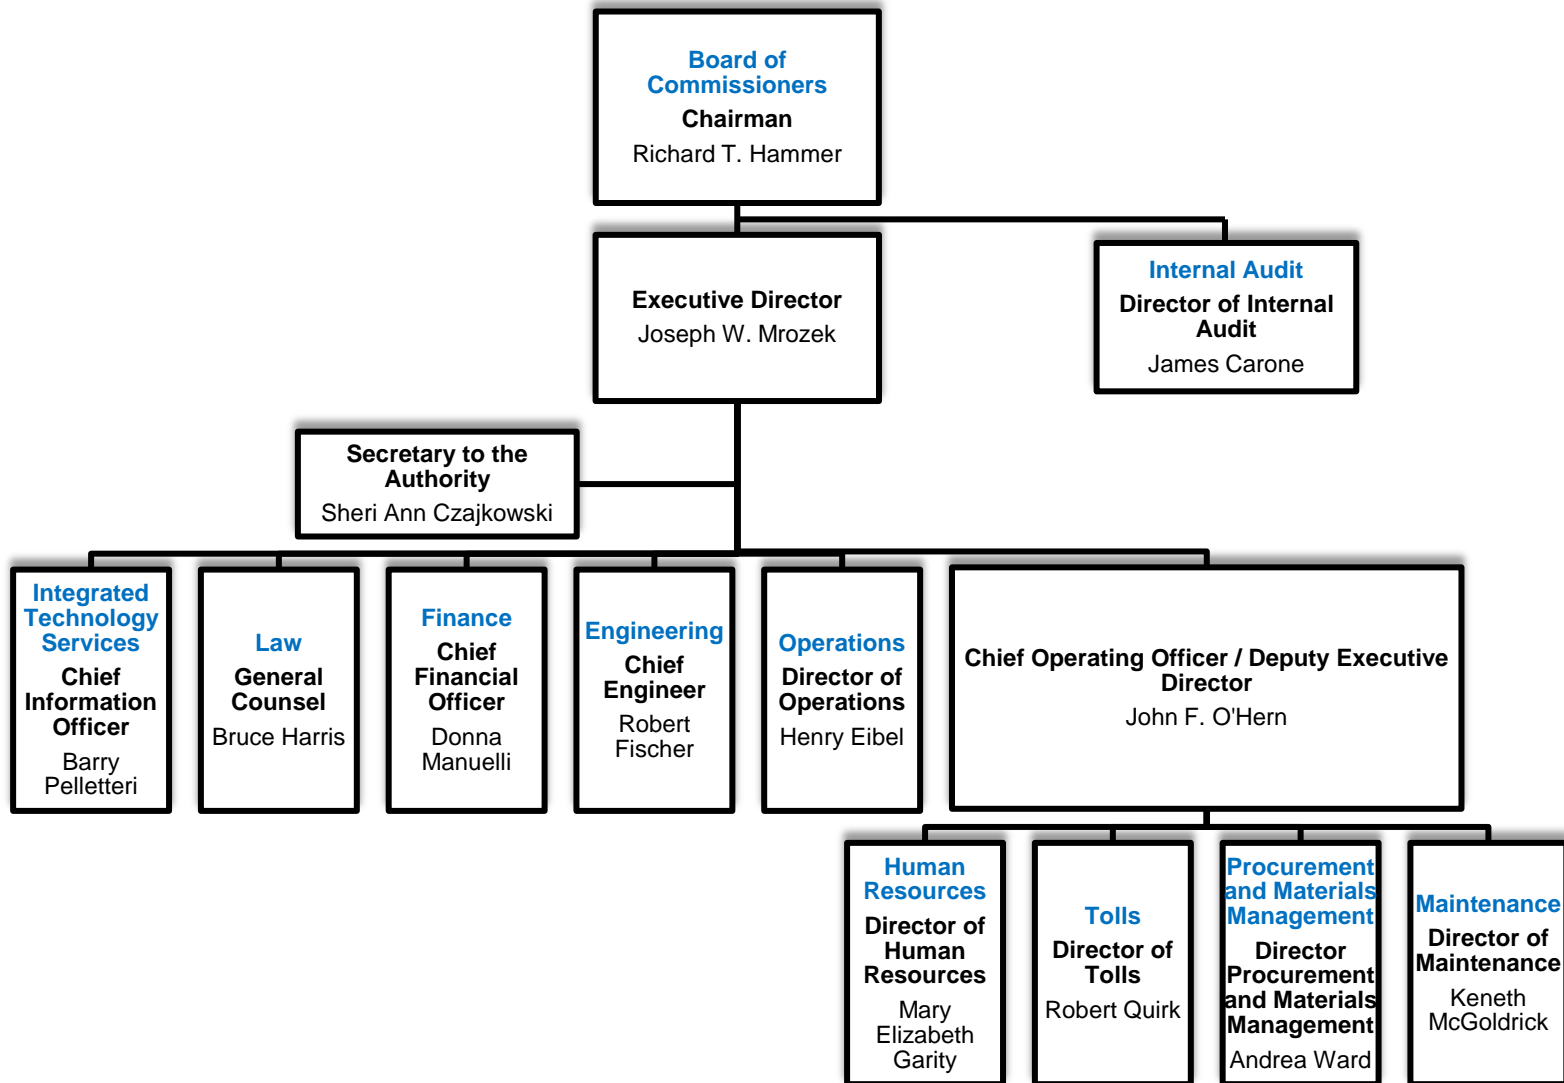 Board of
Commissioners
Chairman
Richard T. Hammer
Executive Director
Joseph W. Mrozek
Internal Audit
Director of Internal
Audit
James Carone
Secretary to the
Authority
Sheri Ann Czajkowski
Integrated
Technology
Services
Chief
Information
Officer
Barry
Pelletteri
Law
General
Counsel
Bruce Harris
Finance
Chief
Financial
Officer
Donna
Manuelli
Engineering
Chief
Engineer
Robert
Fischer
Operations
Director of
Operations
Henry Eibel
Chief Operating Officer / Deputy Executive
Director
John F. O'Hern
Human
Resources
Director of
Human
Resources
Mary
Elizabeth
Garity
Tolls
Director of
Tolls
Robert Quirk
Procurement
and Materials
Management
Director
Procurement
and Materials
Management
Andrea Ward
Maintenance
Director of
Maintenance
Keneth
McGoldrick